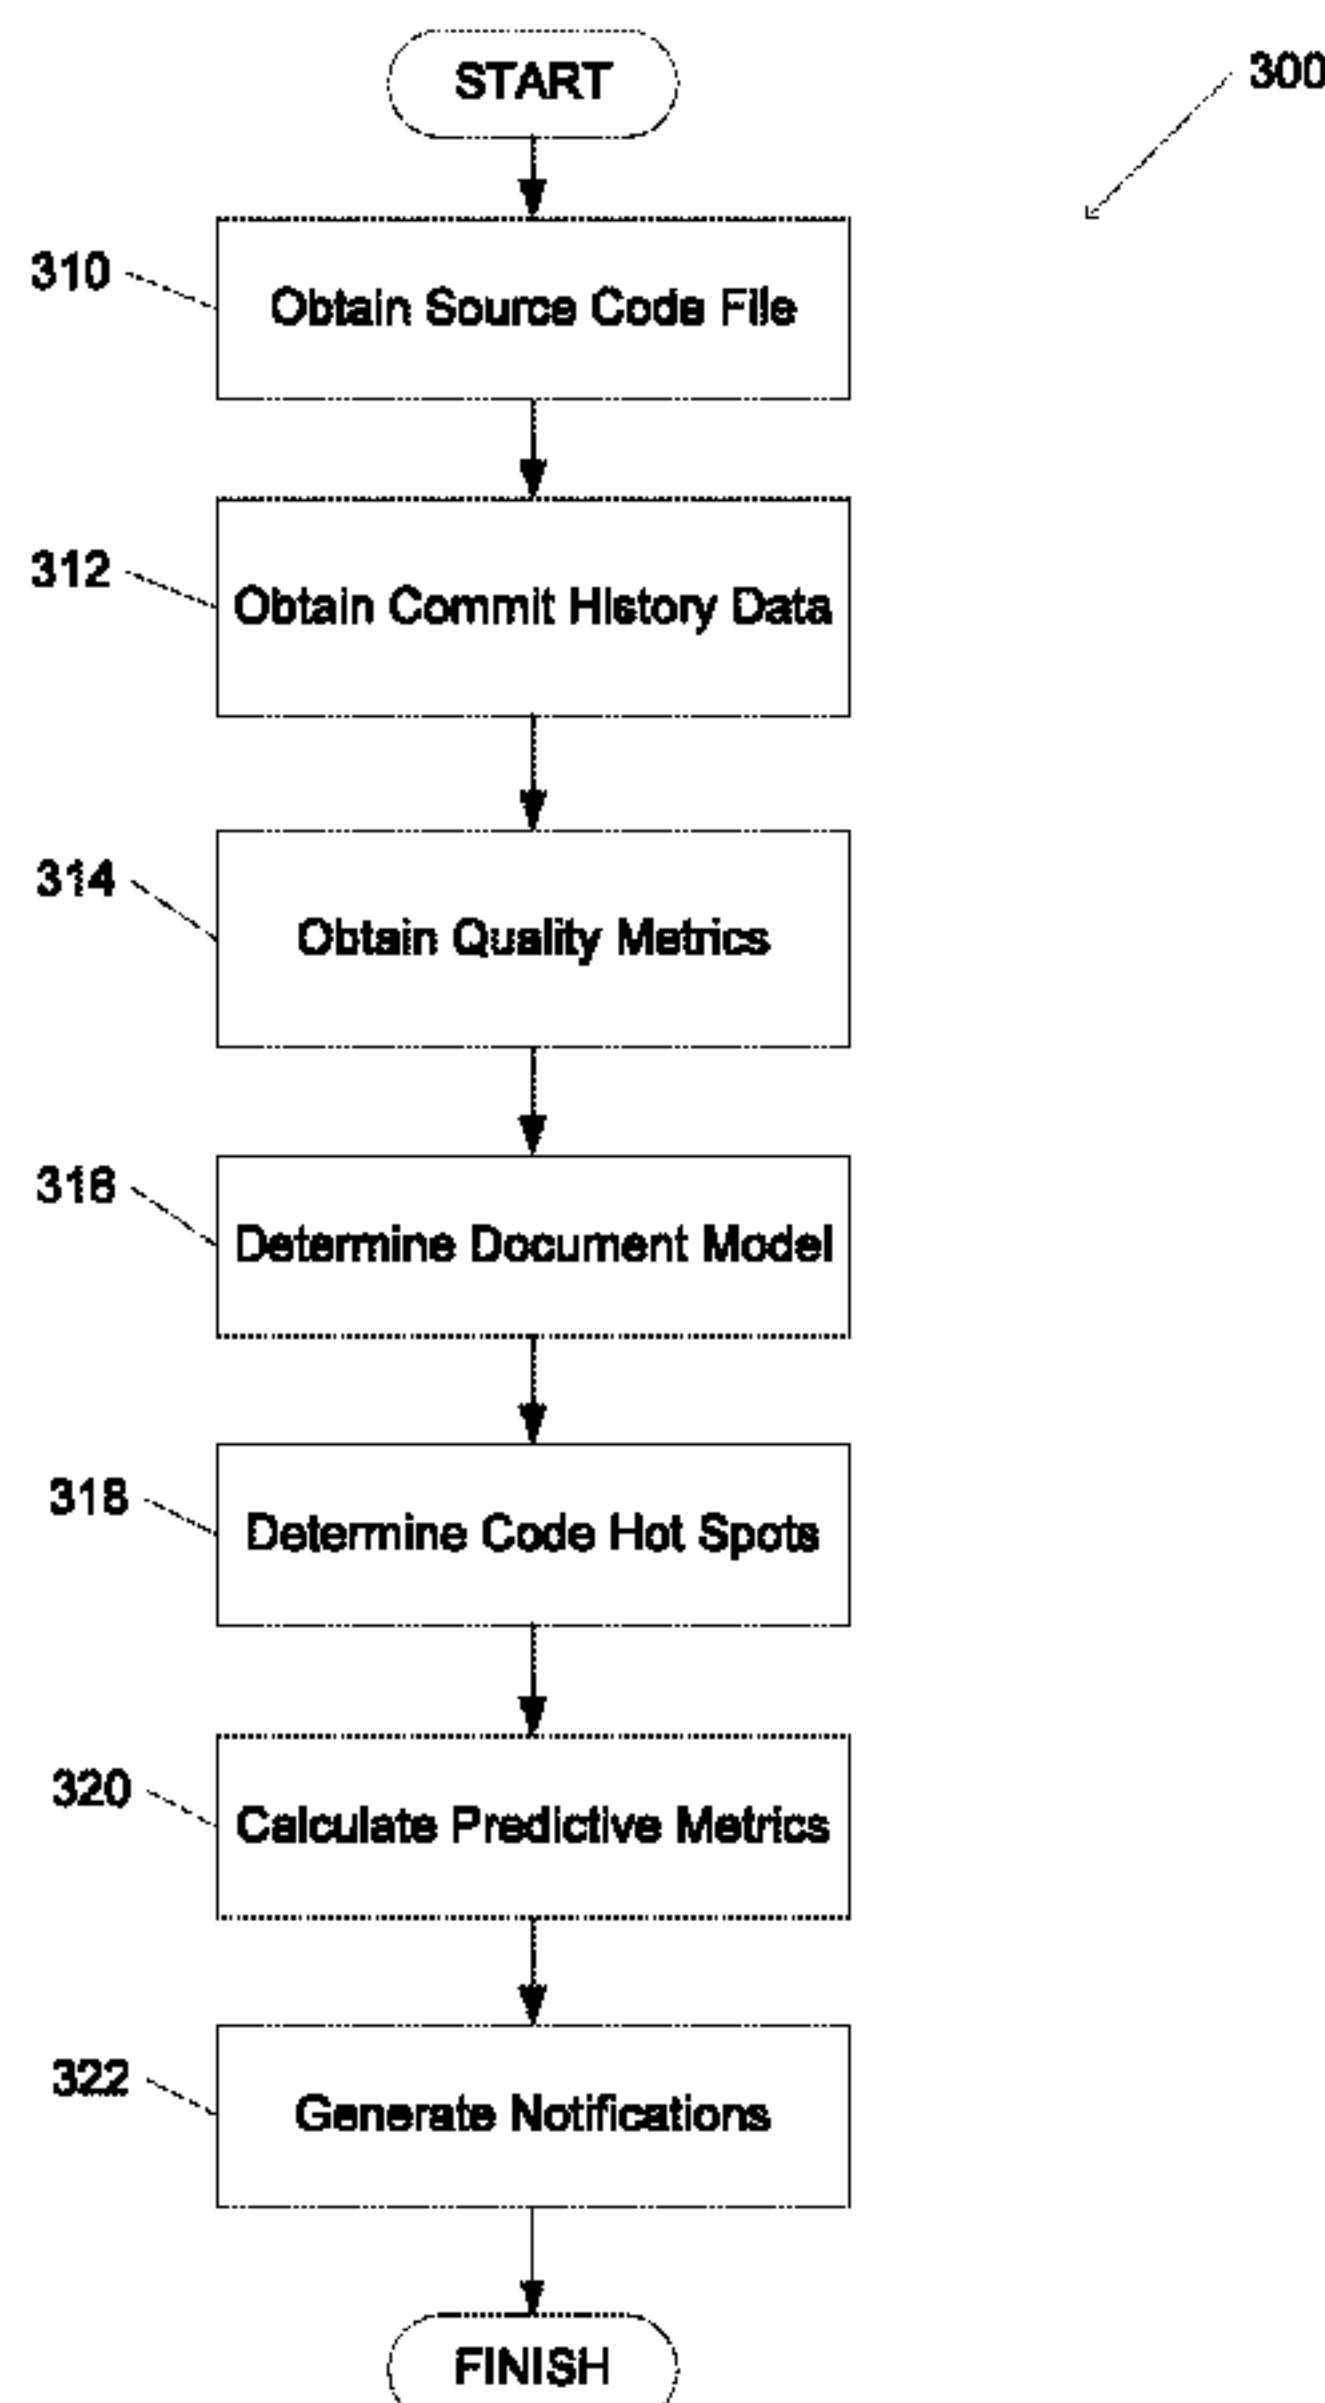 START
300
310
Obtain Source Code File
312
Obtain Commit History Data
314
Obtain Quality Metrics
316
Determine Document Model
318
Determine Code Hot Spots
320
Calculate Predictive Metrics
322
Generate Notifications
FINISH